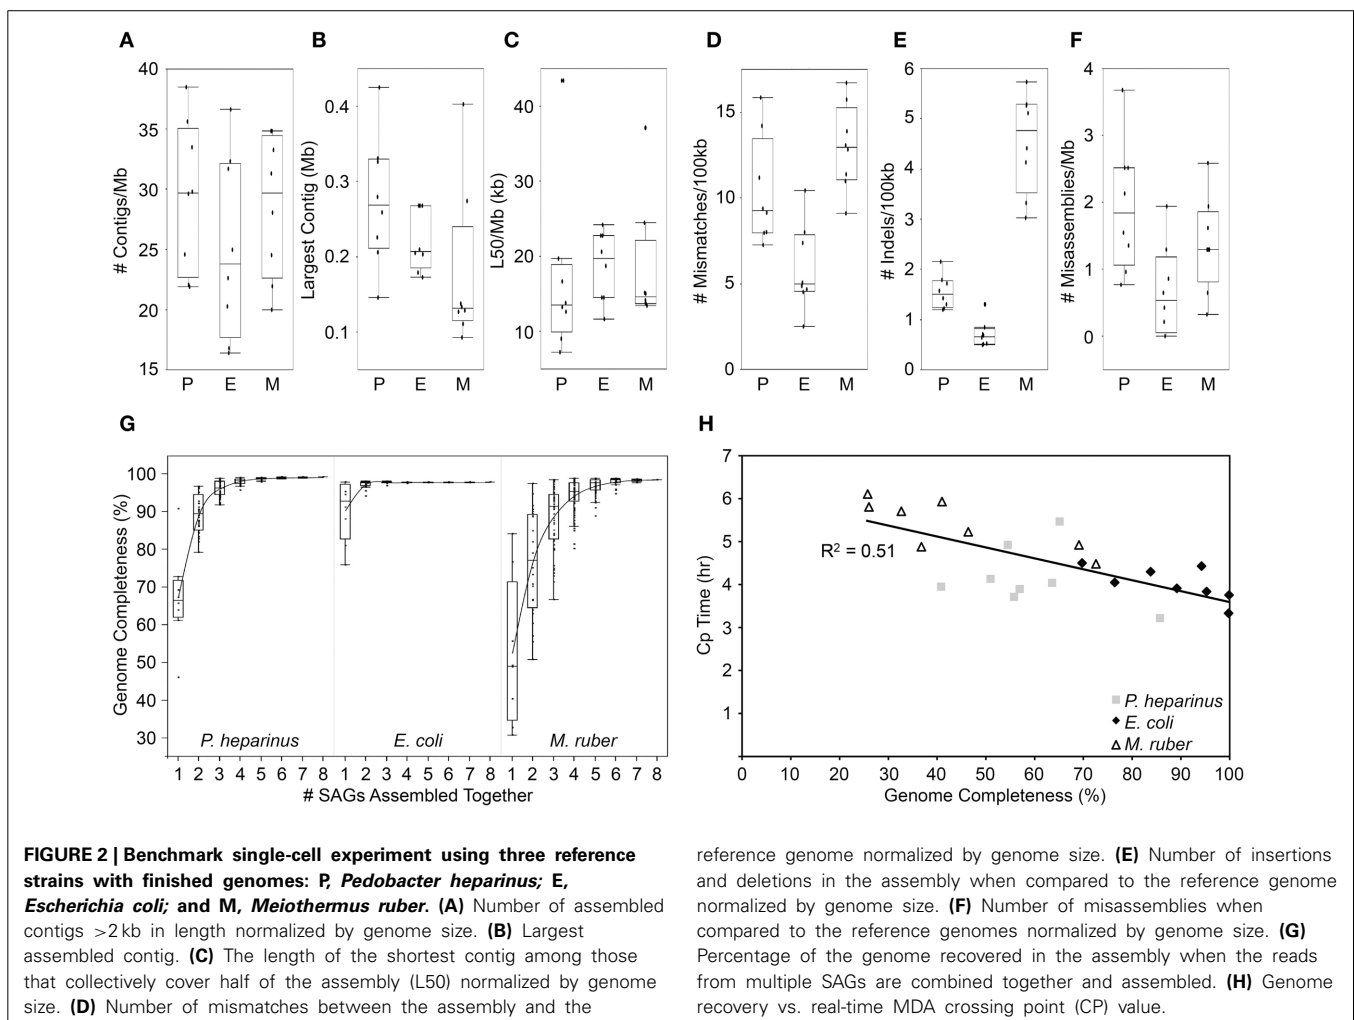 A
B
C
D
E
F
# Contigs/Mb
40
35
30
25
20
15
P E M
Largest Contig (Mb)
0.4
0.3
0.2
0.1
P E M
L50/Mb (kb)
40
30
20
10
P E M
# Mismatches/100kb
15
10
5
0
P E M
# Indels/100kb
6
5
4
3
2
1
0
P E M
# Misassemblies/Mb
4
3
2
1
0
P E M
G
Genome Completeness (%)
100
90
80
70
60
50
40
30
P. heparinus E. coli M. ruber
1 2 3 4 5 6 7 8 1 2 3 4 5 6 7 8 1 2 3 4 5 6 7 8
# SAGs Assembled Together
H
Cp Time (hr)
7
6
5
4
3
2
1
R² = 0.51
P. heparinus
E. coli
M. ruber
0 10 20 30 40 50 60 70 80 90 100
Genome Completeness (%)
FIGURE 2 | Benchmark single-cell experiment using three reference
strains with finished genomes: P, Pedobacter heparinus; E,
Escherichia coli; and M, Meiothermus ruber. (A) Number of assembled
contigs >2 kb in length normalized by genome size. (B) Largest
assembled contig. (C) The length of the shortest contig among those
that collectively cover half of the assembly (L50) normalized by genome
size. (D) Number of mismatches between the assembly and the
reference genome normalized by genome size. (E) Number of insertions
and deletions in the assembly when compared to the reference genome
normalized by genome size. (F) Number of misassemblies when
compared to the reference genomes normalized by genome size. (G)
Percentage of the genome recovered in the assembly when the reads
from multiple SAGs are combined together and assembled. (H) Genome
recovery vs. real-time MDA crossing point (CP) value.